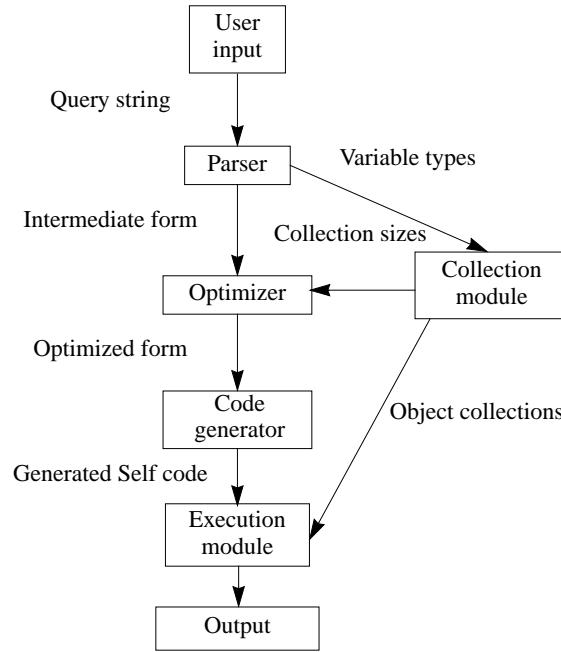 User
input
Query string
Parser
Variable types
Intermediate form
Collection sizes
Collection
module
Optimizer
Optimized form
Code
generator
Object collections
Generated Self code
Execution
module
Output